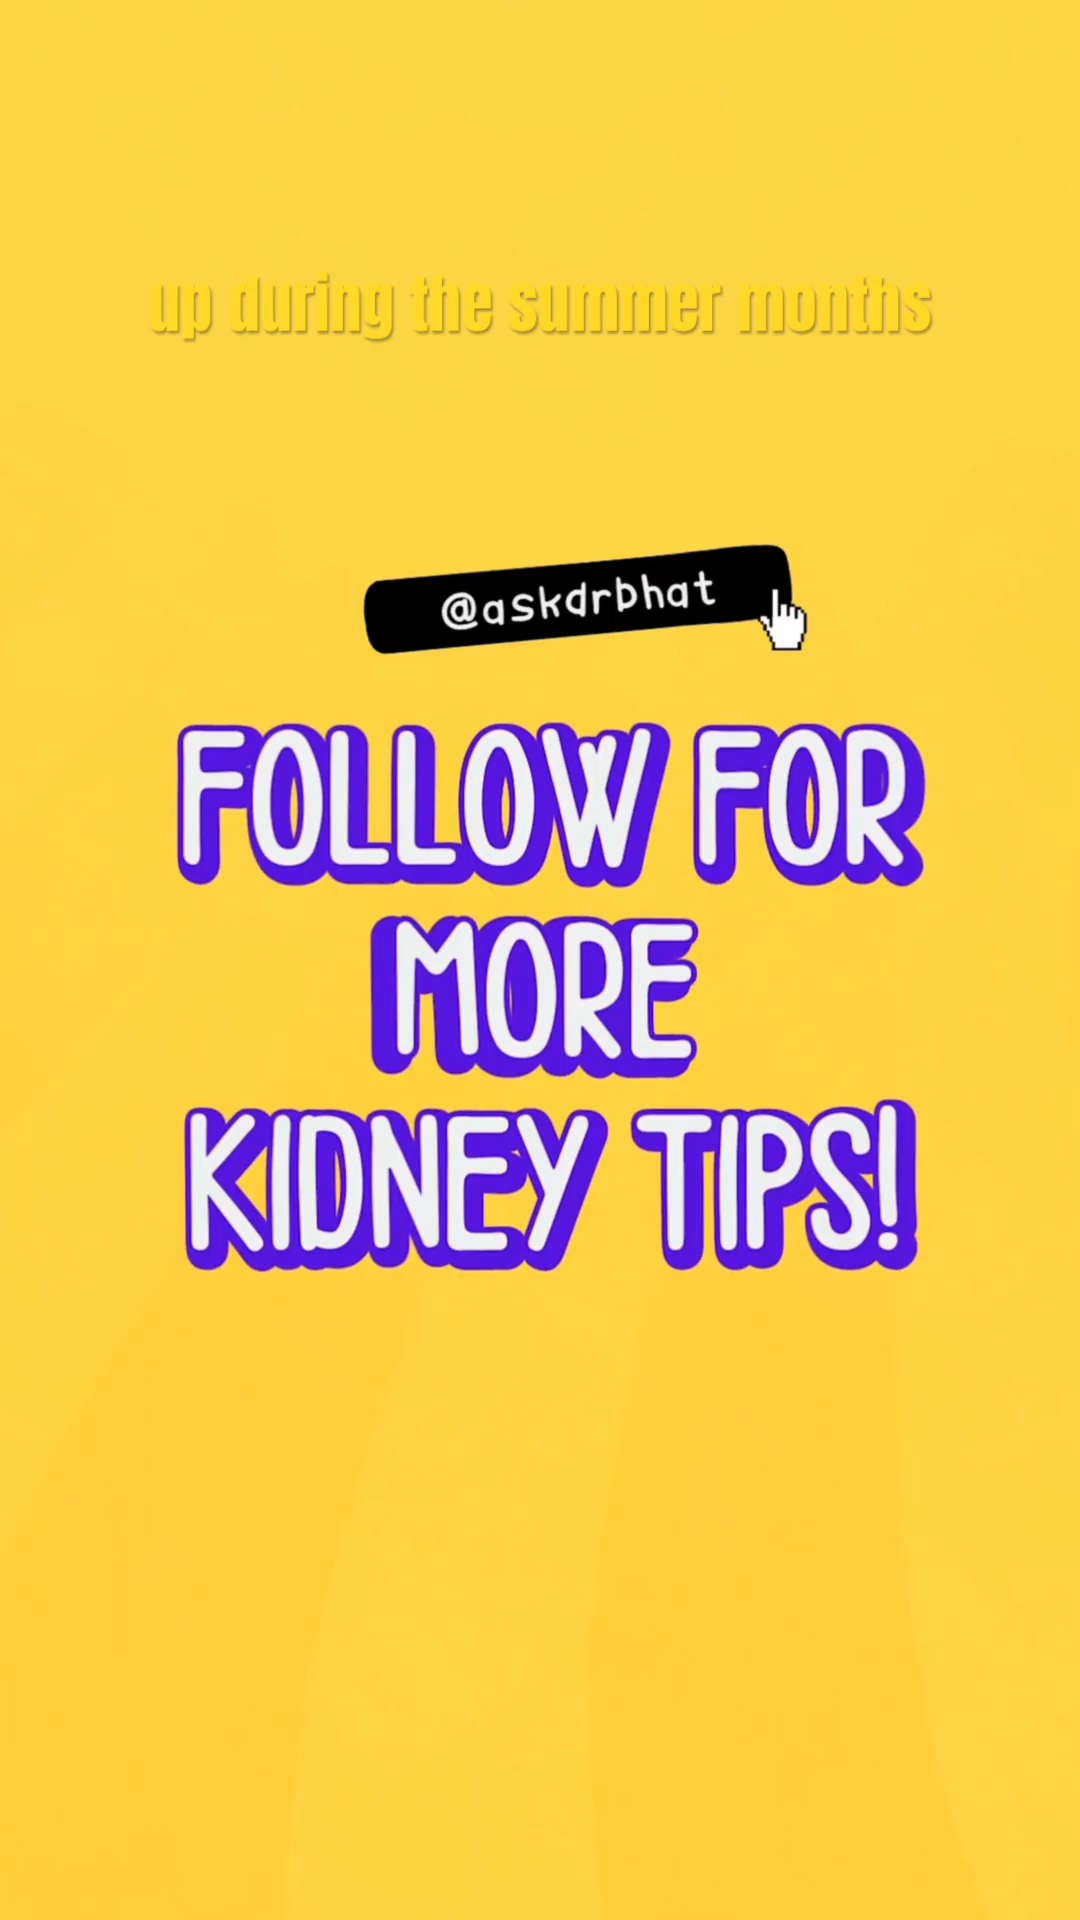 up during the summer months
@askdrbhat
FOLLOW FOR
MORE
KIDNEY TIPS!